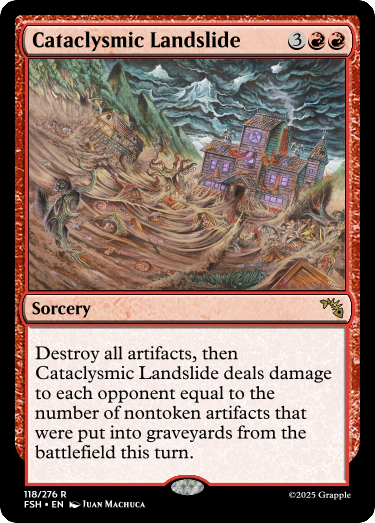 Cataclysmic Landslide 3
Sorcery
Destroy all artifacts, then
Cataclysmic Landslide deals damage
to each opponent equal to the
number of nontoken artifacts that
were put into graveyards from the
battlefield this turn.
118/276 R
FSH • EN Juan Machuca
©2025 Grapple